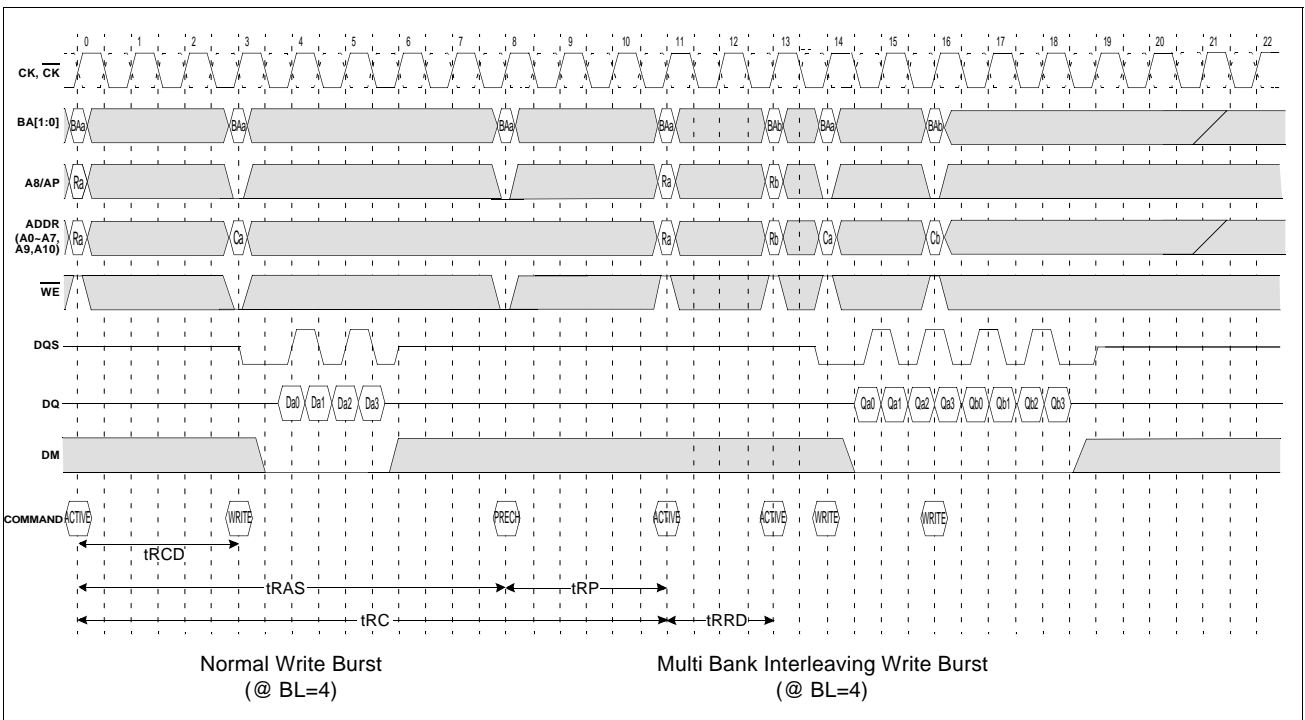 0 1 2 3 4 5 6 7 8 9 10 11 12 13 14 15 16 17 18 19 20 21 22
CK, CK
BA[1:0] BAa BAa BAa BAa BAb BAa BAb
A8/AP Ra Ra Rb
ADDR
(A0~A7,
A9,A10)
Ra Ca Ra Rb Ca Cb
WE
DQS
DQ Da0 Da1 Da2 Da3 Qa0 Qa1 Qa2 Qa3 Qb0 Qb1 Qb2 Qb3
DM
COMMAND ACTIVE WRITE PRECH ACTIVE ACTIVE WRITE WRITE
tRCD
tRAS tRP
tRC tRRD
Normal Write Burst Multi Bank Interleaving Write Burst
(@ BL=4) (@ BL=4)